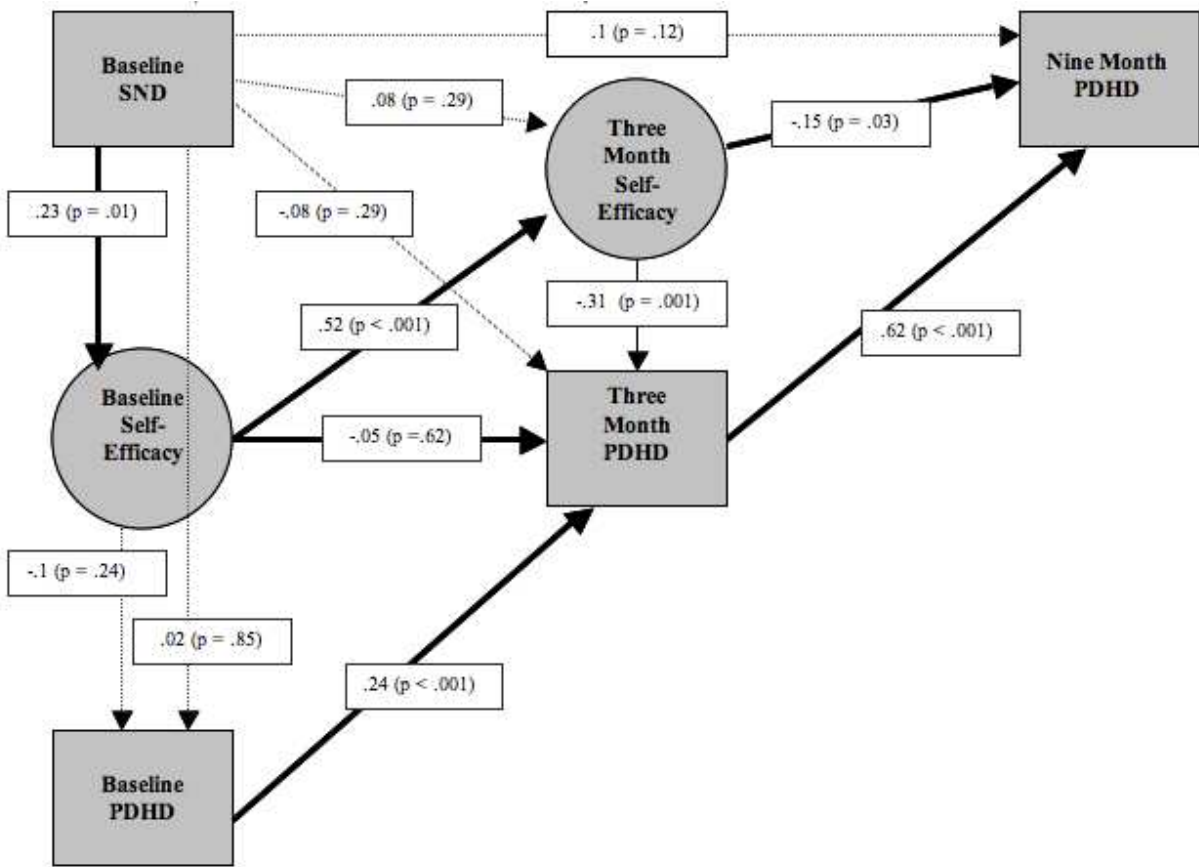 .1 (p = .12)
Baseline
SND
Nine Month
PDHD
.08 (p = .29)
-.15 (p = .03)
Three
Month
Self-
Efficacy
.23 (p = .01)
-.08 (p = .29)
-.31 (p = .001)
.52 (p < .001)
.62 (p < .001)
Baseline
Self-
Efficacy
-.05 (p =.62)
Three
Month
PDHD
-.1 (p = .24)
.02 (p = .85)
.24 (p < .001)
Baseline
PDHD